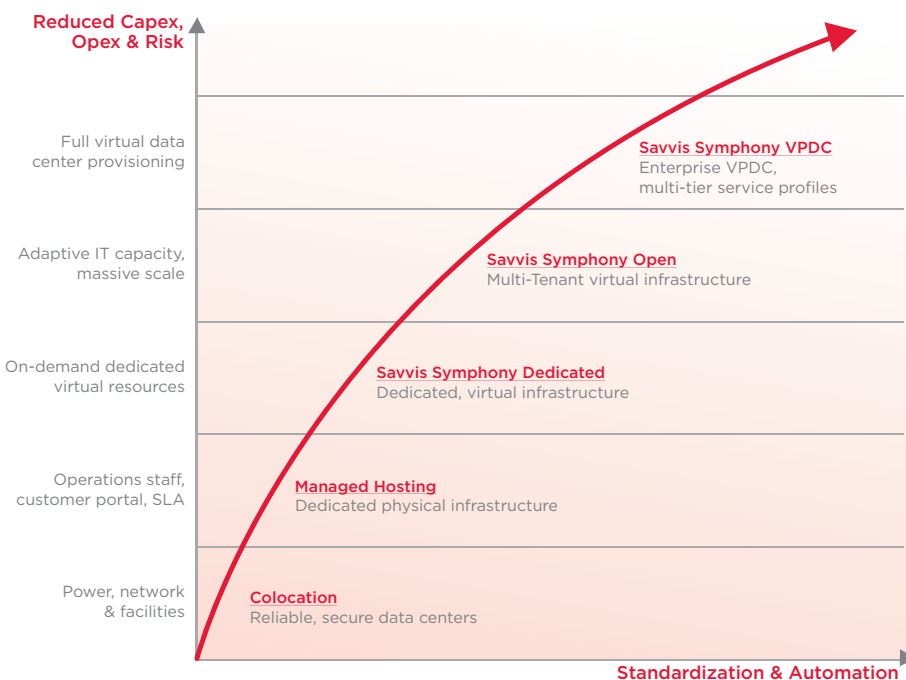 Reduced Capex,
Opex & Risk
Full virtual data
center provisioning
Savvis Symphony VPDC
Enterprise VPDC,
multi-tier service profiles
Adaptive IT capacity,
massive scale
Savvis Symphony Open
Multi-Tenant virtual infrastructure
On-demand dedicated
virtual resources
Savvis Symphony Dedicated
Dedicated, virtual infrastructure
Operations staff,
customer portal, SLA
Managed Hosting
Dedicated physical infrastructure
Power, network
& facilities
Colocation
Reliable, secure data centers
Standardization & Automation